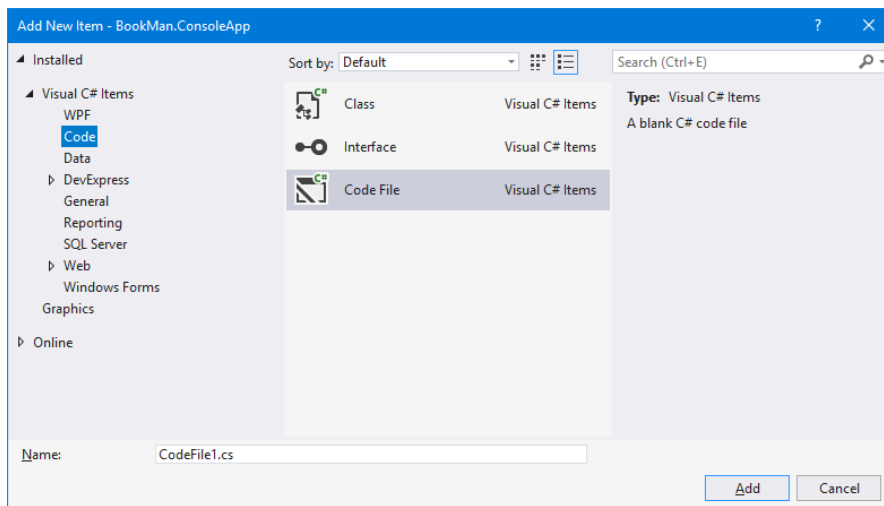 Add New Item - BookMan.ConsoleApp
? ×
Installed
Visual C# Items
WPF
Code
Data
DevExpress
General
Reporting
SQL Server
Web
Windows Forms
Graphics
Online
Sort by: Default
C# Class Visual C# Items
Interface Visual C# Items
C# Code File Visual C# Items
Search (Ctrl+E)
Type: Visual C# Items
A blank C# code file
Name: CodeFile1.cs
Add Cancel